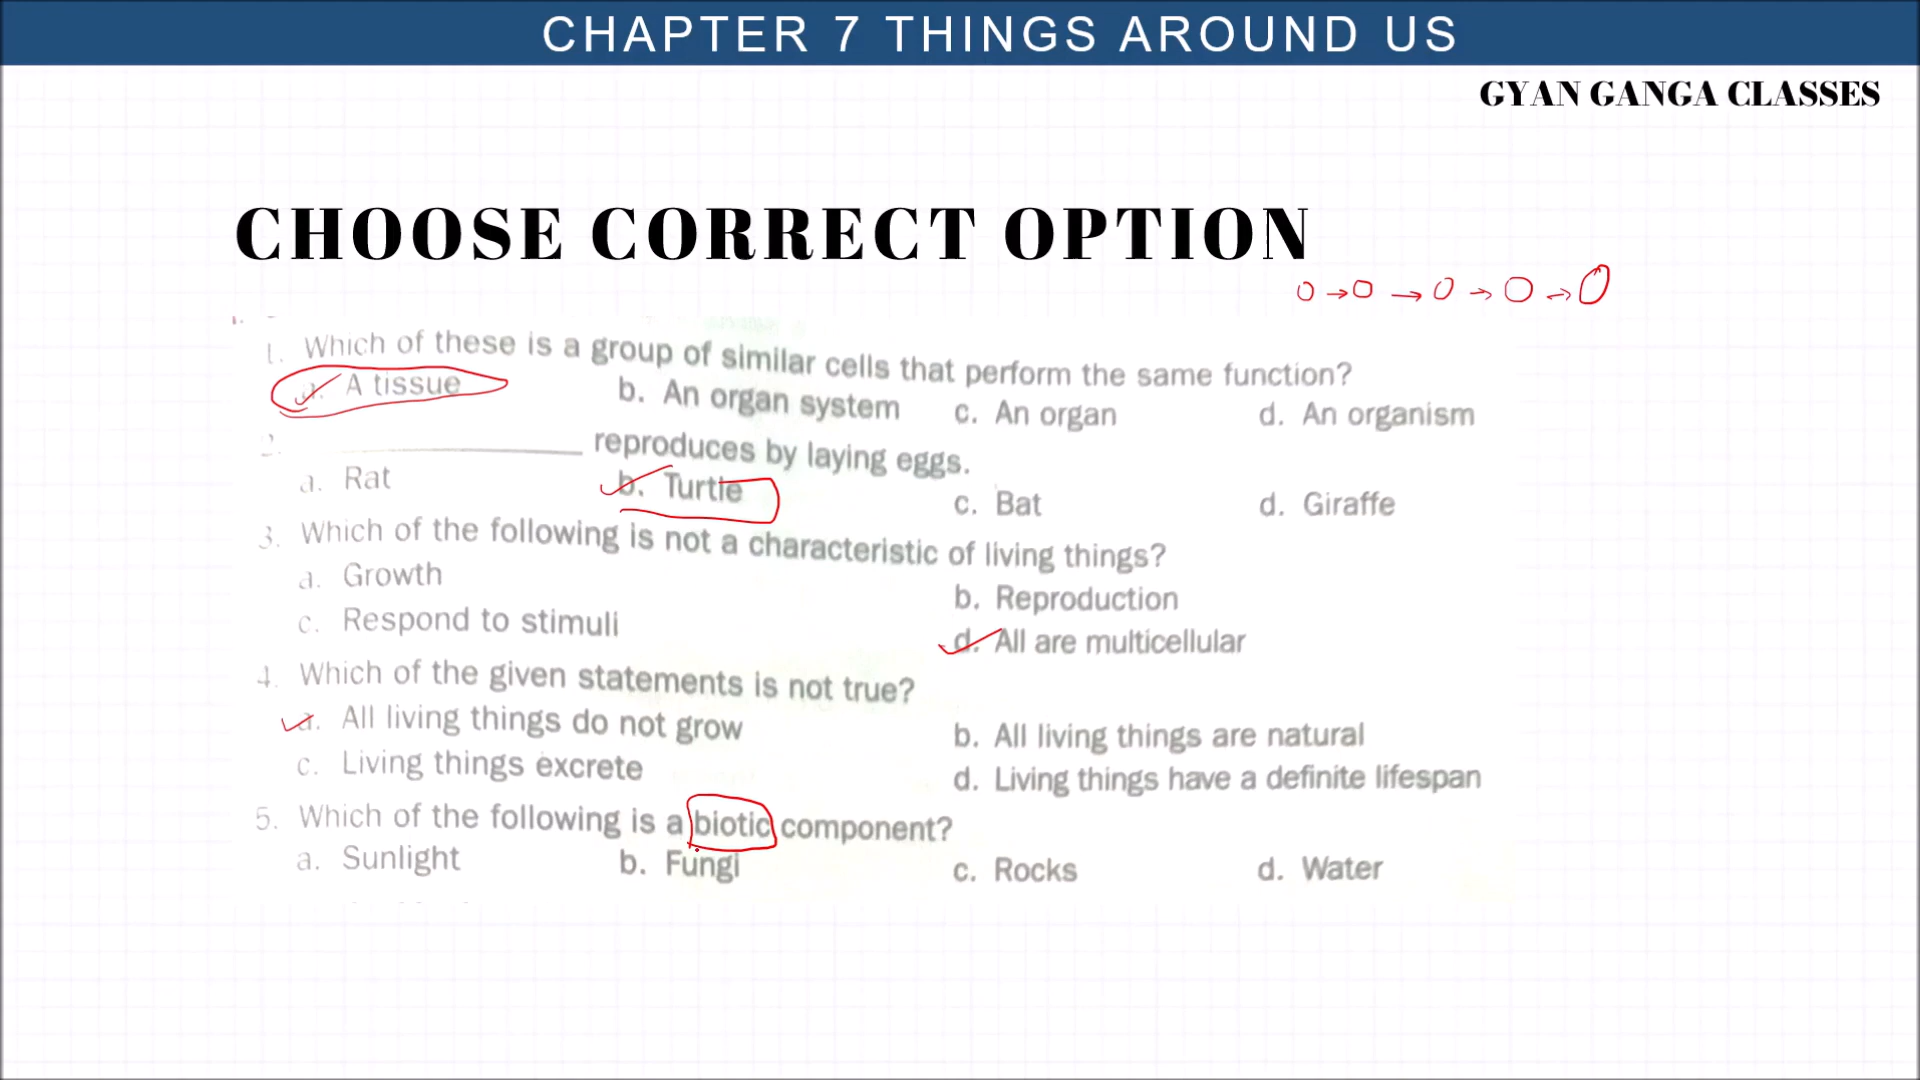 CHAPTER 7 THINGS AROUND US
GYAN GANGA CLASSES
CHOOSE CORRECT OPTION
1. Which of these is a group of similar cells that perform the same function?
a. A tissue b. An organ system c. An organ d. An organism
2. ____________ reproduces by laying eggs.
a. Rat b. Turtle c. Bat d. Giraffe
3. Which of the following is not a characteristic of living things?
a. Growth b. Reproduction
c. Respond to stimuli d. All are multicellular
4. Which of the given statements is not true?
a. All living things do not grow b. All living things are natural
c. Living things excrete d. Living things have a definite lifespan
5. Which of the following is a biotic component?
a. Sunlight b. Fungi c. Rocks d. Water